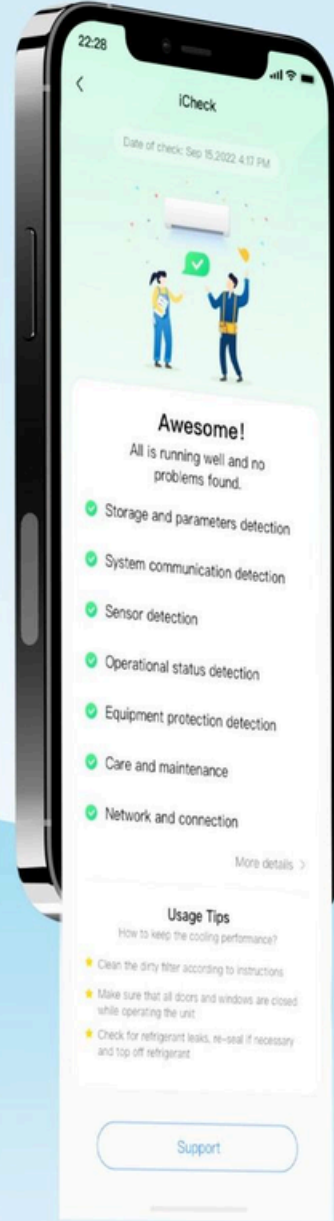 22:28
iCheck
Date of check: Sep 15,2022 4:17 PM
Awesome!
All is running well and no
problems found.
Storage and parameters detection
System communication detection
Sensor detection
Operational status detection
Equipment protection detection
Care and maintenance
Network and connection
More details >
Usage Tips
How to keep the cooling performance?
Clean the dirty filter according to instructions
Make sure that all doors and windows are closed
while operating the unit
Check for refrigerant leaks, re-seal if necessary
and top off refrigerant
Support